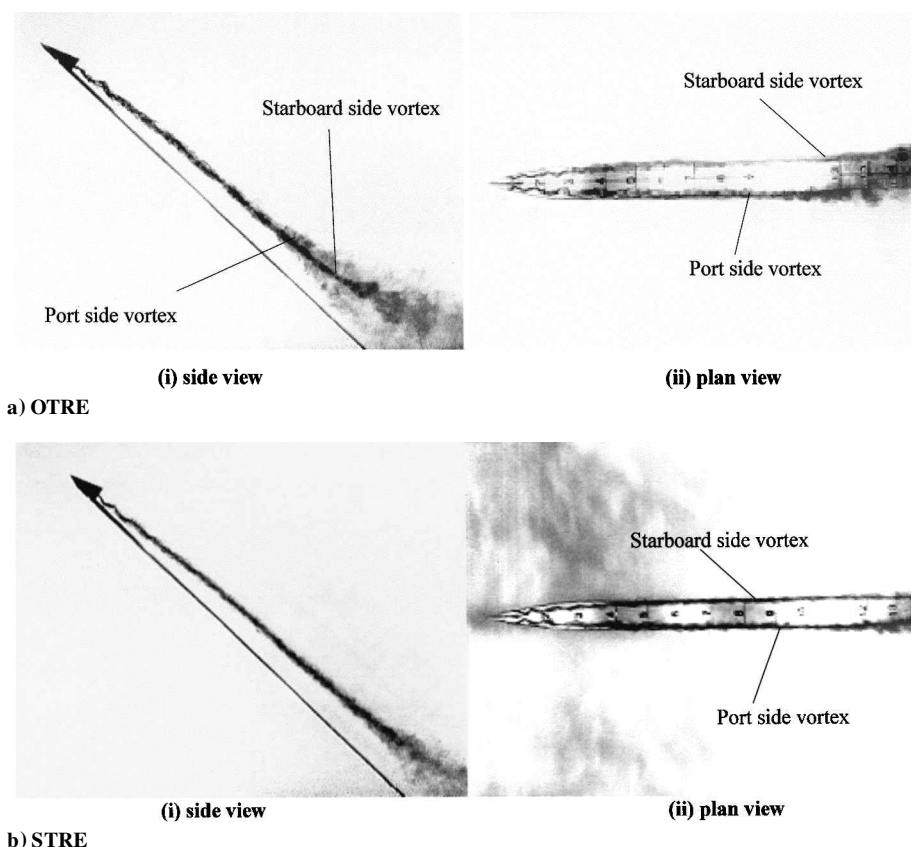 Starboard side vortex
Port side vortex
(i) side view
Starboard side vortex
Port side vortex
(ii) plan view
a) OTRE
(i) side view
Starboard side vortex
Port side vortex
(ii) plan view
b) STRE